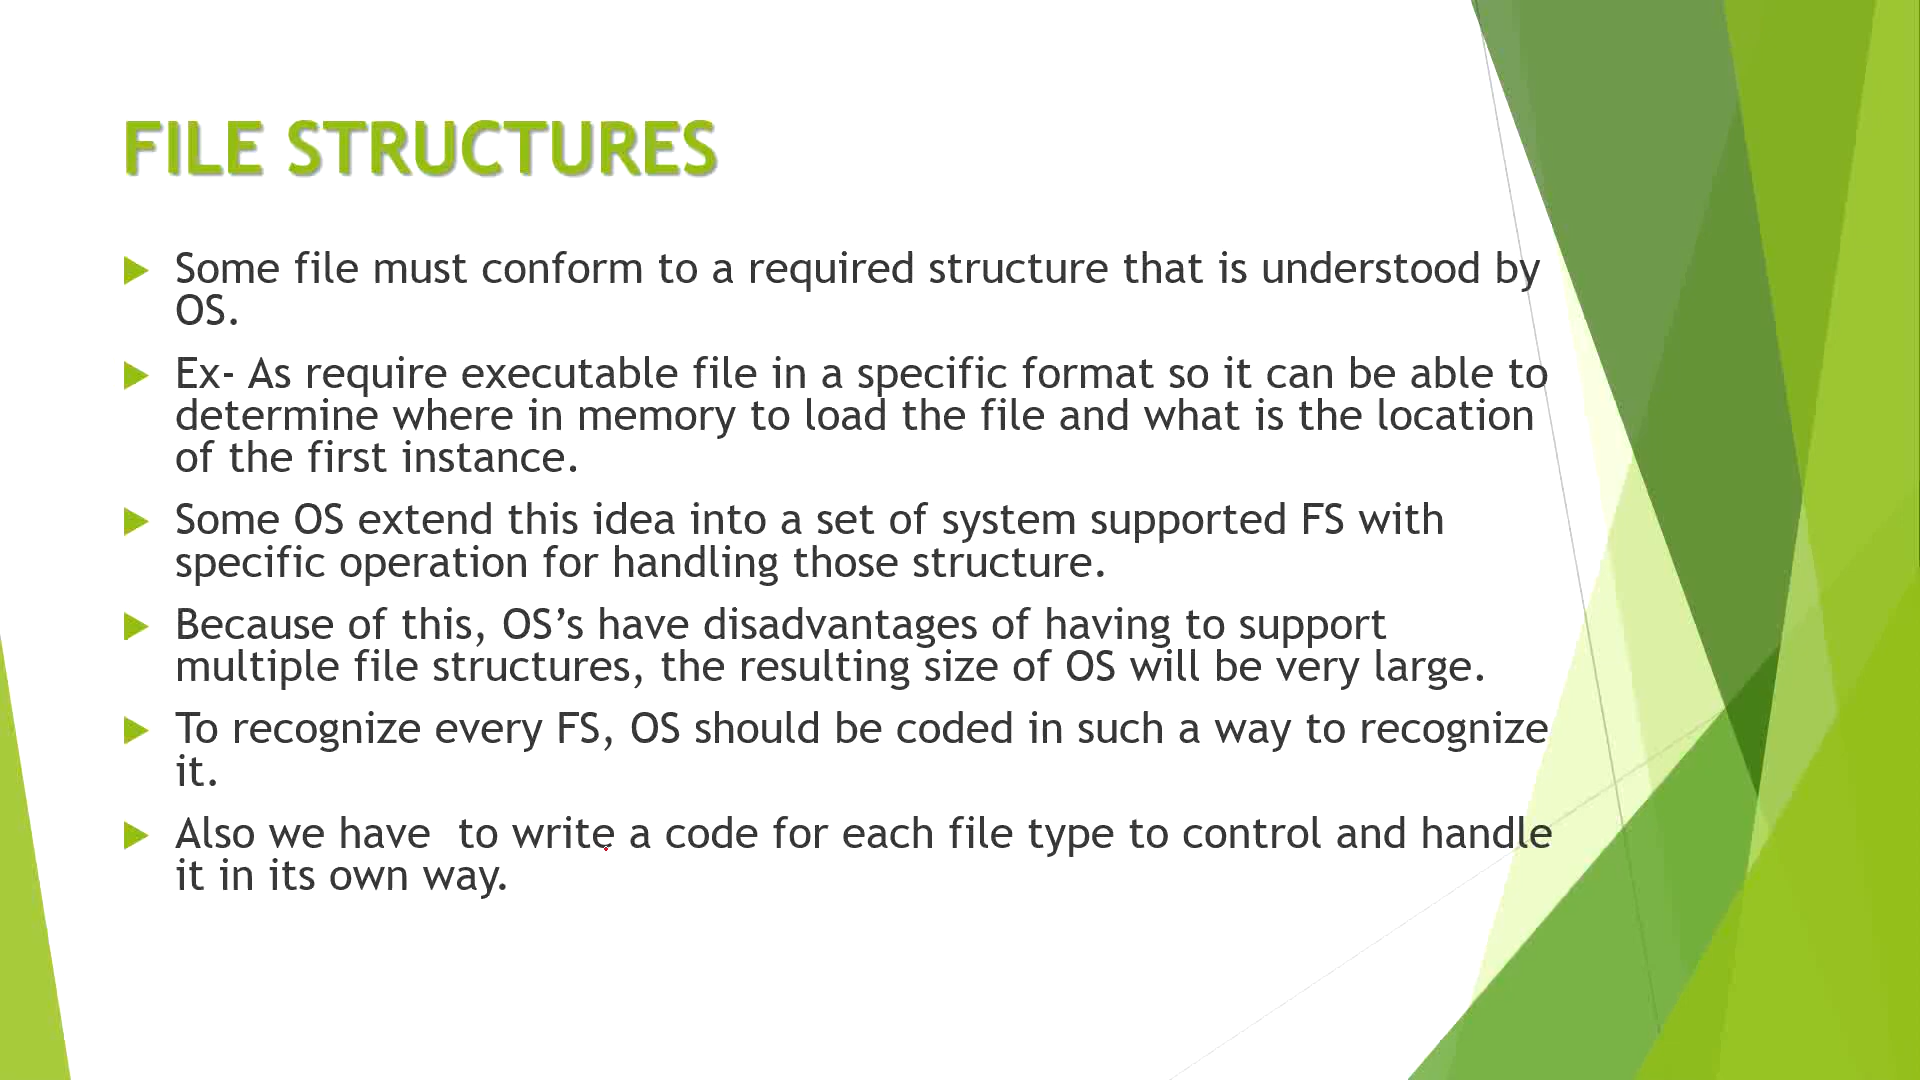 FILE STRUCTURES
Some file must conform to a required structure that is understood by
OS.
Ex- As require executable file in a specific format so it can be able to
determine where in memory to load the file and what is the location
of the first instance.
Some OS extend this idea into a set of system supported FS with
specific operation for handling those structure.
Because of this, OS’s have disadvantages of having to support
multiple file structures, the resulting size of OS will be very large.
To recognize every FS, OS should be coded in such a way to recognize
it.
Also we have  to write a code for each file type to control and handle
it in its own way.